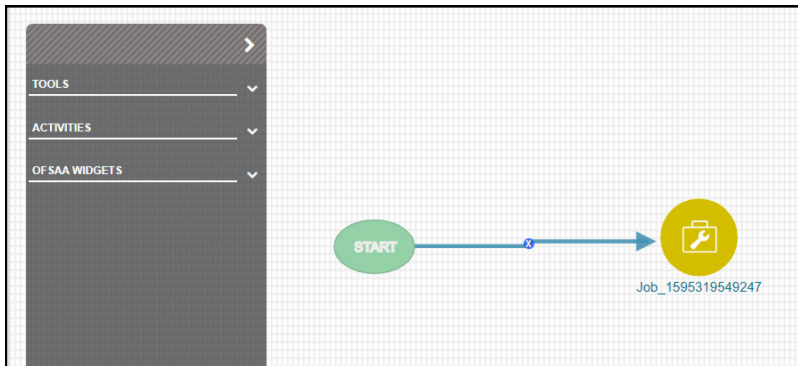 TOOLS
ACTIVITIES
OFSAA WIDGETS
START
X
Job_1595319549247